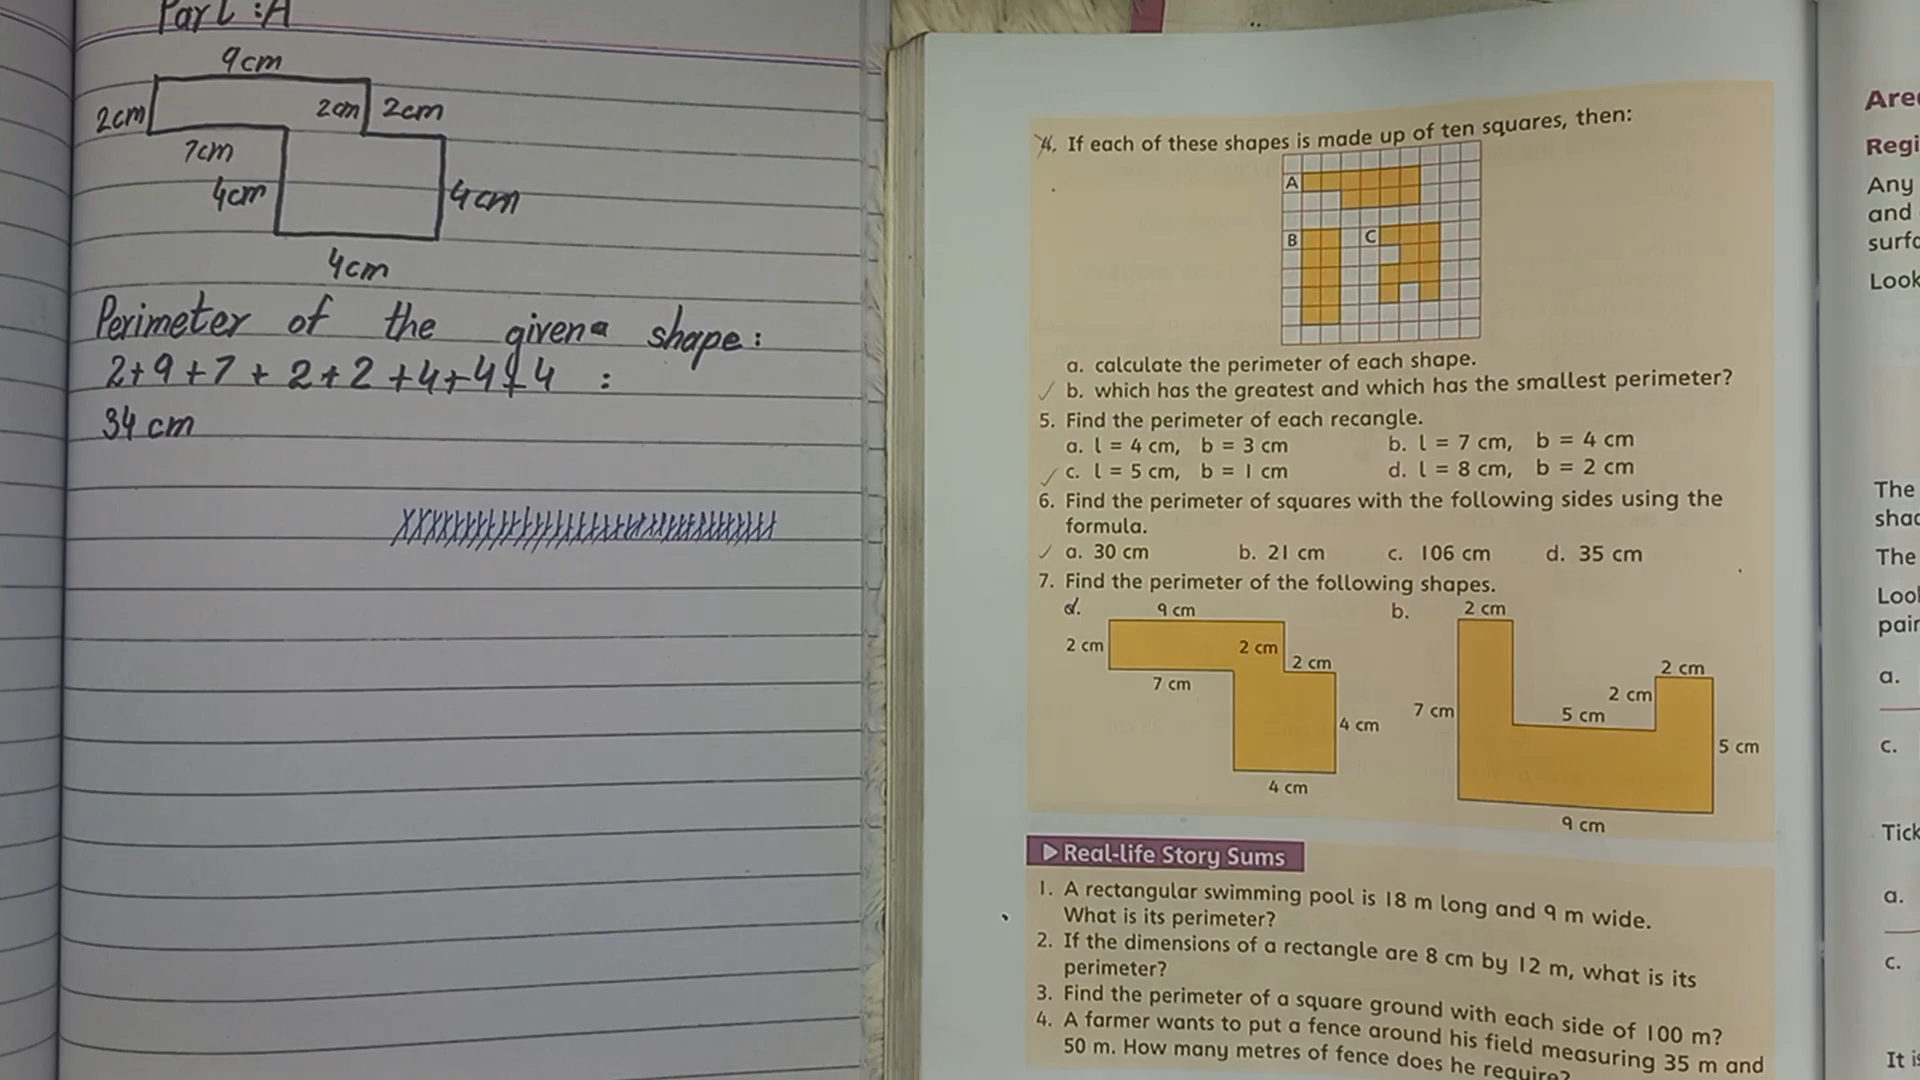 Part :A
9cm
2cm
2cm
2cm
7cm
4cm
4cm
4cm
Perimeter of the given shape:
2+9+7+2+2+4+4+4 :
34 cm
4. If each of these shapes is made up of ten squares, then:
A
B
C
a. calculate the perimeter of each shape.
b. which has the greatest and which has the smallest perimeter?
5. Find the perimeter of each recangle.
a. l = 4 cm, b = 3 cm b. l = 7 cm, b = 4 cm
c. l = 5 cm, b = 1 cm d. l = 8 cm, b = 2 cm
6. Find the perimeter of squares with the following sides using the
formula.
a. 30 cm b. 21 cm c. 106 cm d. 35 cm
7. Find the perimeter of the following shapes.
a.
9 cm
2 cm
2 cm
2 cm
7 cm
4 cm
4 cm
b.
2 cm
2 cm
2 cm
7 cm
5 cm
5 cm
9 cm
Real-life Story Sums
1. A rectangular swimming pool is 18 m long and 9 m wide.
What is its perimeter?
2. If the dimensions of a rectangle are 8 cm by 12 m, what is its
perimeter?
3. Find the perimeter of a square ground with each side of 100 m?
4. A farmer wants to put a fence around his field measuring 35 m and
50 m. How many metres of fence does he require?
Any
and
Look
The
The
a.
c.
Tick
a.
c.